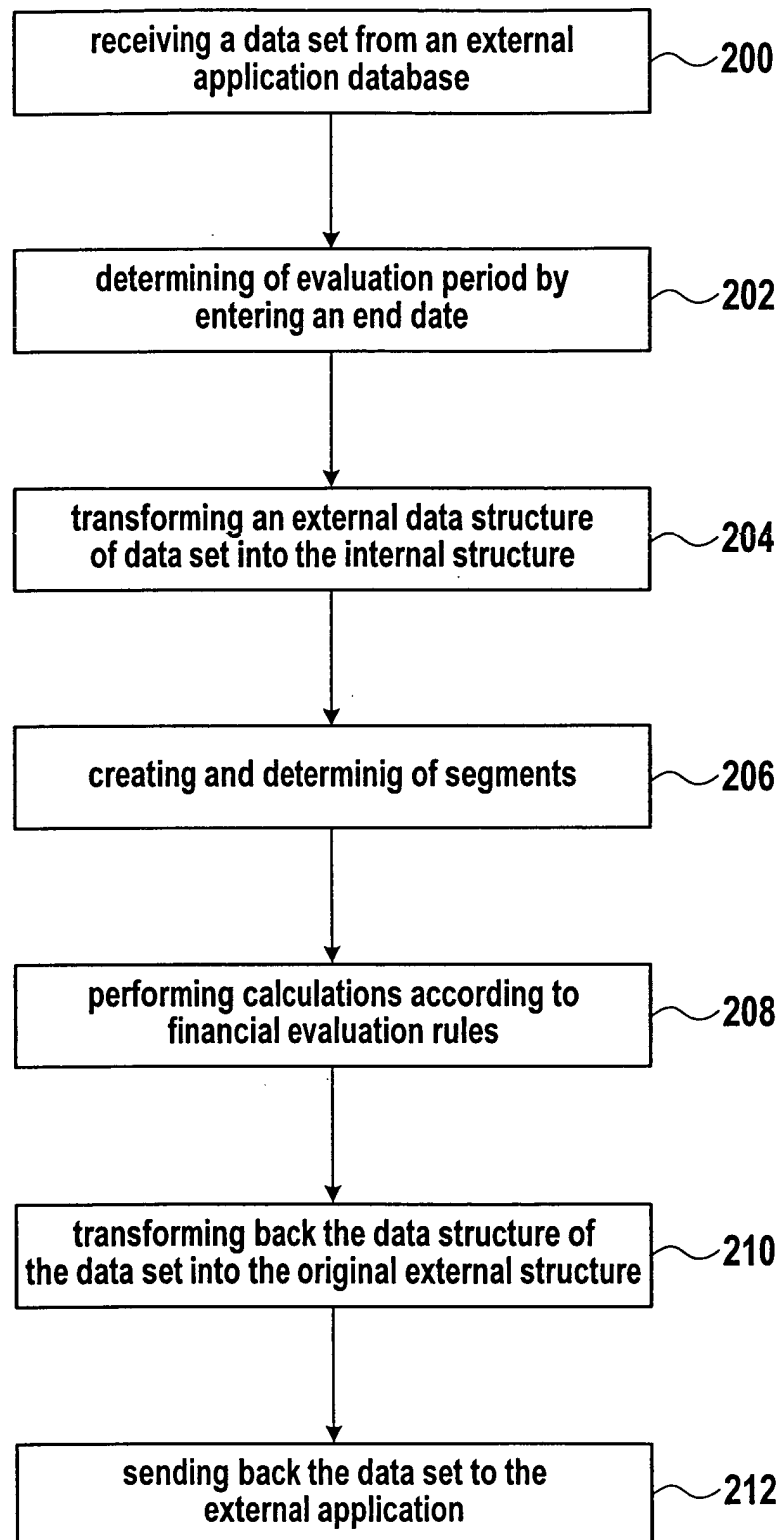 receiving a data set from an external
application database
200
determining of evaluation period by
entering an end date
202
transforming an external data structure
of data set into the internal structure
204
creating and determinig of segments
206
performing calculations according to
financial evaluation rules
208
transforming back the data structure of
the data set into the original external structure
210
sending back the data set to the
external application
212